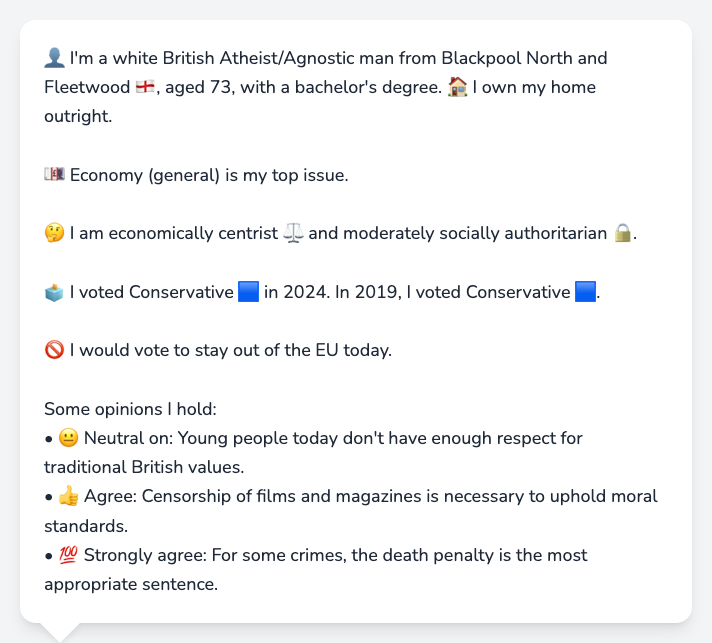 👤 I'm a white British Atheist/Agnostic man from Blackpool North and
Fleetwood 🏴󠁧󠁢󠁥󠁮󠁧󠁿, aged 73, with a bachelor's degree. 🏠 I own my home
outright.
💷 Economy (general) is my top issue.
🤔 I am economically centrist ⚖️ and moderately socially authoritarian 🔒.
🗳️ I voted Conservative 🟦 in 2024. In 2019, I voted Conservative 🟦.
🚫 I would vote to stay out of the EU today.
Some opinions I hold:
• 😐 Neutral on: Young people today don't have enough respect for
traditional British values.
• 👍 Agree: Censorship of films and magazines is necessary to uphold moral
standards.
• 💯 Strongly agree: For some crimes, the death penalty is the most
appropriate sentence.